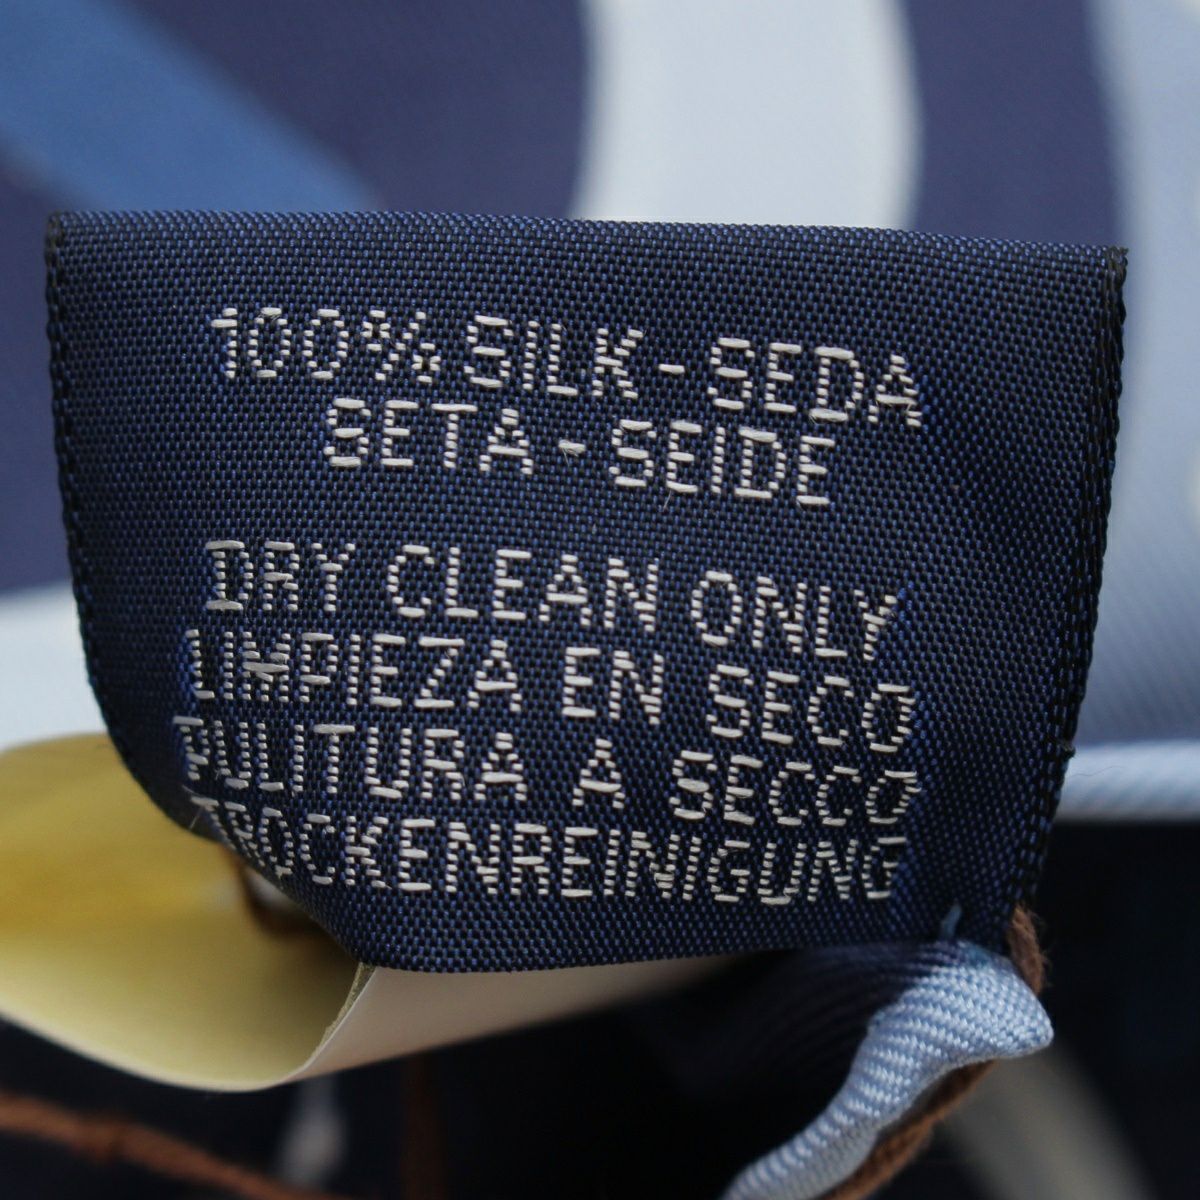 100% SILK - SEDA
SETA - SEIDE
DRY CLEAN ONLY
LIMPIEZA EN SECO
PULITURA A SECCO
TROCKENREINIGUNG